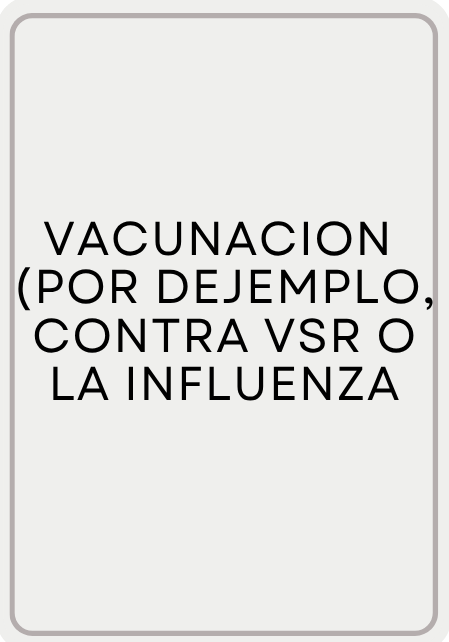 VACUNACION
(POR DEJEMPLO,
CONTRA VSR O
LA INFLUENZA